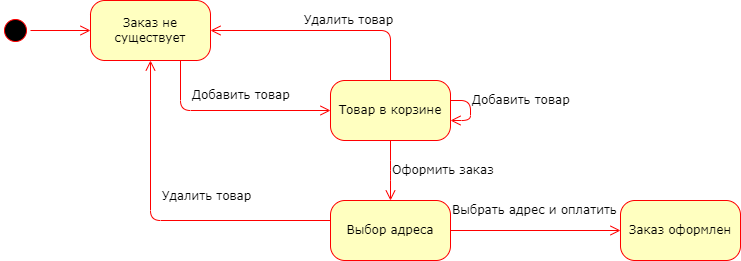 Удалить товар
Заказ не
существует
Добавить товар
Товар в корзине
Добавить товар
Оформить заказ
Удалить товар
Выбор адреса
Выбрать адрес и оплатить
Заказ оформлен